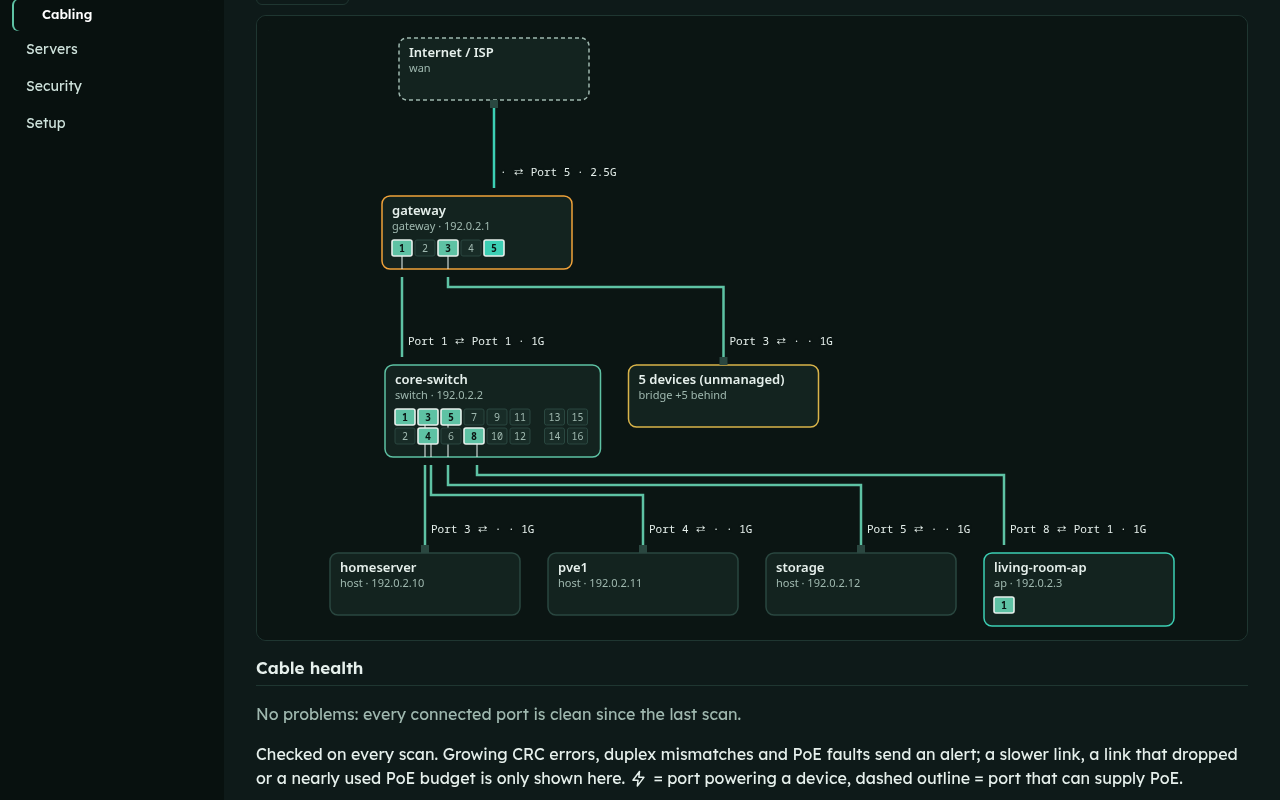 Cabling
Servers
Security
Setup
Internet / ISP
wan
· ⇄ Port 5 · 2.5G
gateway
gateway · 192.0.2.1
1 2 3 4 5
Port 1 ⇄ Port 1 · 1G
Port 3 ⇄ · · 1G
core-switch
switch · 192.0.2.2
1 3 5 7 9 11 13 15
2 4 6 8 10 12 14 16
5 devices (unmanaged)
bridge +5 behind
Port 3 ⇄ · · 1G
Port 4 ⇄ · · 1G
Port 5 ⇄ · · 1G
Port 8 ⇄ Port 1 · 1G
homeserver
host · 192.0.2.10
pve1
host · 192.0.2.11
storage
host · 192.0.2.12
living-room-ap
ap · 192.0.2.3
1
Cable health
No problems: every connected port is clean since the last scan.
Checked on every scan. Growing CRC errors, duplex mismatches and PoE faults send an alert; a slower link, a link that dropped
or a nearly used PoE budget is only shown here. = port powering a device, dashed outline = port that can supply PoE.